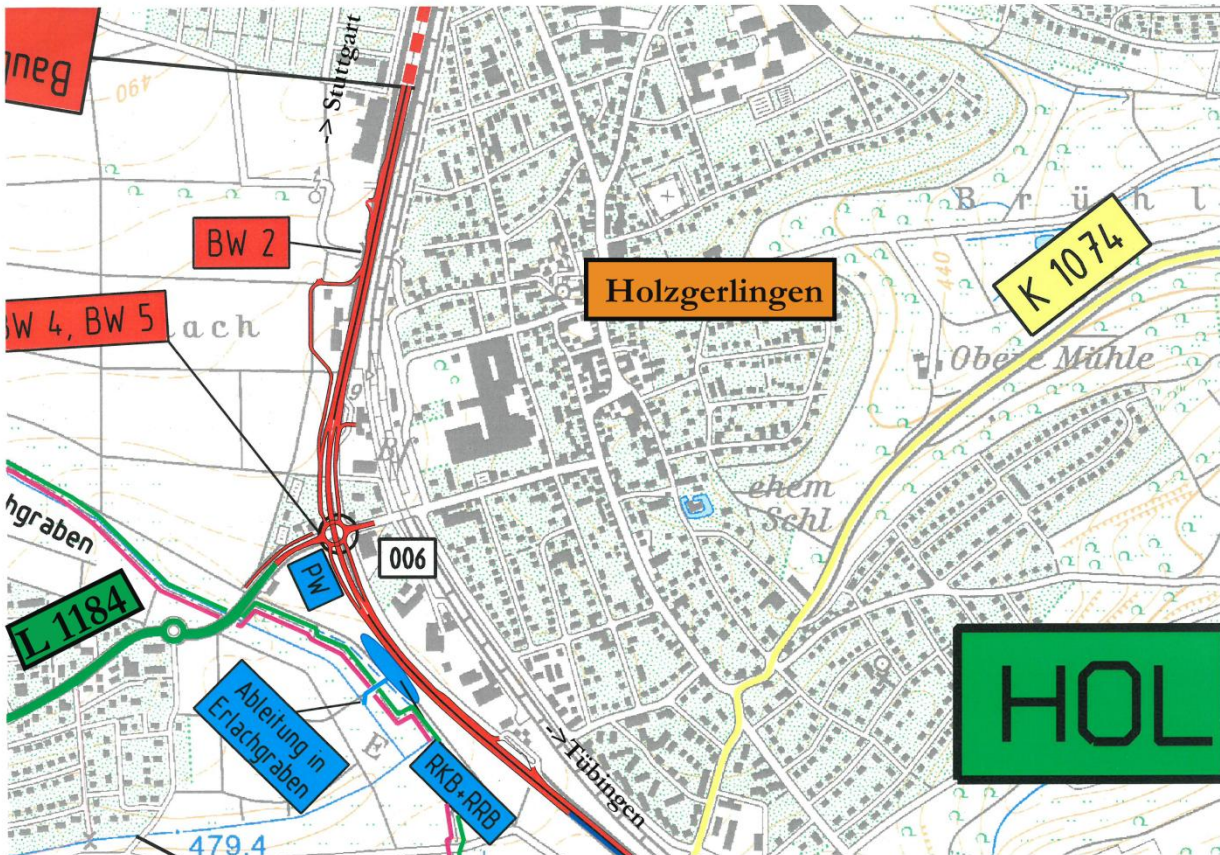 490
-> Stuttgart
BW 2
BW 4, BW 5
ach
Holzgerlingen
Brühl
K 1074
440
Obere Mühle
ehem
Schl
hgraben
006
PW
L 1184
Ableitung in
Erlachgraben
E
RKB+RRB
->Tübingen
HOL
479.4